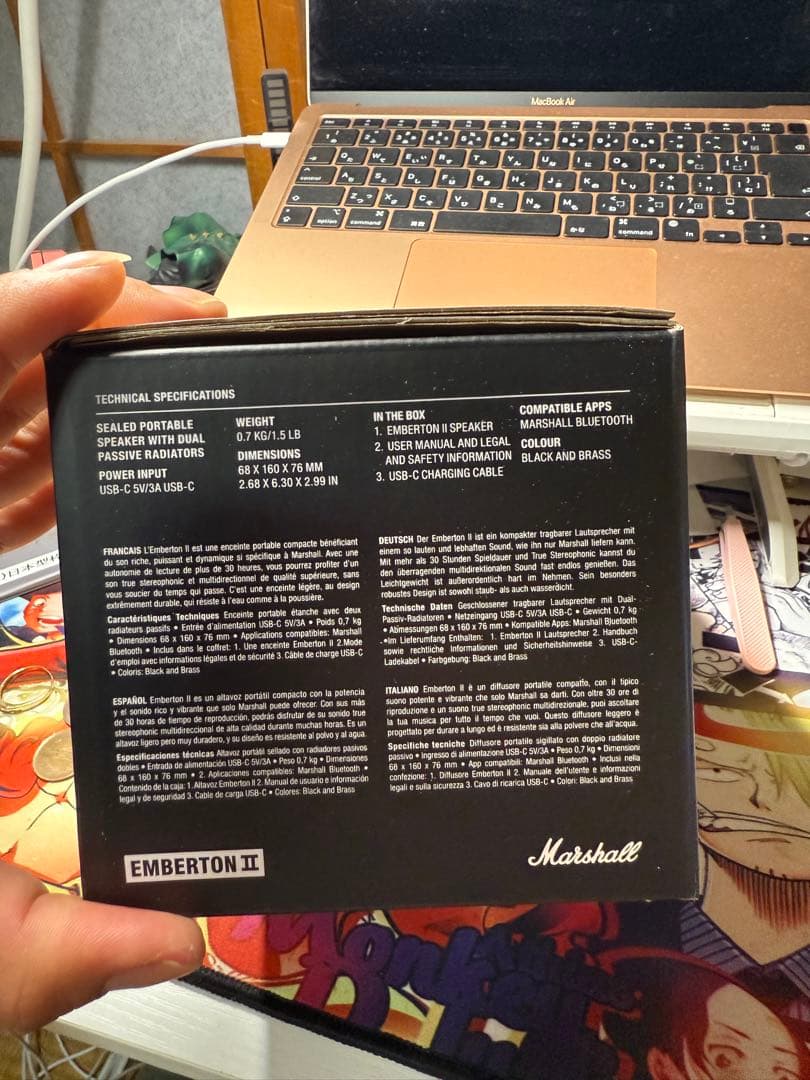 MacBook Air
TECHNICAL SPECIFICATIONS
SEALED PORTABLE
SPEAKER WITH DUAL
PASSIVE RADIATORS
POWER INPUT
USB-C 5V/3A USB-C
WEIGHT
0.7 KG/1.5 LB
DIMENSIONS
68 X 160 X 76 MM
2.68 X 6.30 X 2.99 IN
IN THE BOX
1. EMBERTON II SPEAKER
2. USER MANUAL AND LEGAL
AND SAFETY INFORMATION
3. USB-C CHARGING CABLE
COMPATIBLE APPS
MARSHALL BLUETOOTH
COLOUR
BLACK AND BRASS
FRANCAIS L'Emberton II est une enceinte portable compacte bénéficiant
du son riche, puissant et dynamique si spécifique à Marshall. Avec une
autonomie de lecture de plus de 30 heures, vous pourrez profiter d'un
son true stereophonic et multidirectionnel de qualité supérieure, sans
vous soucier du temps qui passe. C'est une enceinte légère, au design
extrêmement durable, qui résiste à l'eau comme à la poussière.
Caractéristiques Techniques Enceinte portable étanche avec deux
radiateurs passifs • Entrée d'alimentation USB-C 5V/3A • Poids 0,7 kg
• Dimensions 68 x 160 x 76 mm • Applications compatibles: Marshall
Bluetooth • Inclus dans le coffret: 1. Une enceinte Emberton II 2.Mode
d'emploi avec informations légales et de sécurité 3. Câble de charge USB-C
• Coloris: Black and Brass
DEUTSCH Der Emberton II ist ein kompakter tragbarer Lautsprecher mit
einem so lauten und lebhaften Sound, wie ihn nur Marshall liefern kann.
Mit mehr als 30 Stunden Spieldauer und True Stereophonic kannst du
den überragenden multidirektionalen Sound fast endlos genießen. Das
Leichtgewicht ist außerordentlich hart im Nehmen. Sein besonders
robustes Design ist sowohl staub- als auch wasserdicht.
Technische Daten Geschlossener tragbarer Lautsprecher mit Dual-
Passiv-Radiatoren • Netzeingang USB-C 5V/3A USB-C • Gewicht 0,7 kg
• Abmessungen 68 x 160 x 76 mm • Kompatible Apps: Marshall Bluetooth
• Im Lieferumfang Enthalten: 1. Emberton II Lautsprecher 2. Handbuch
sowie rechtliche Informationen und Sicherheitshinweise 3. USB-C-
Ladekabel • Farbgebung: Black and Brass
ESPAÑOL Emberton II es un altavoz portátil compacto con la potencia
y el sonido rico y vibrante que solo Marshall puede ofrecer. Con sus más
de 30 horas de tiempo de reproducción, podrás disfrutar de su sonido true
stereophonic multidireccional de alta calidad durante muchas horas. Es un
altavoz ligero pero muy duradero, y su diseño es resistente al polvo y al agua.
Especificaciones técnicas Altavoz portátil sellado con radiadores pasivos
dobles • Entrada de alimentación USB-C 5V/3A • Peso 0,7 kg • Dimensiones
68 x 160 x 76 mm • 2. Aplicaciones compatibles: Marshall Bluetooth •
Contenido de la caja: 1.Altavoz Emberton II 2. Manual de usuario e información
legal y de seguridad 3. Cable de carga USB-C • Colores: Black and Brass
ITALIANO Emberton II è un diffusore portatile compatto, con il tipico
suono potente e vibrante che solo Marshall sa darti. Con oltre 30 ore di
riproduzione e un suono true stereophonic multidirezionale, puoi ascoltare
la tua musica per tutto il tempo che vuoi. Questo diffusore leggero è
progettato per durare a lungo ed è resistente sia alla polvere che all'acqua.
Specifiche tecniche Diffusore portatile sigillato con doppio radiatore
passivo • Ingresso di alimentazione USB-C 5V/3A • Peso 0,7 kg • Dimensioni
68 x 160 x 76 mm • App compatibili: Marshall Bluetooth • Inclusi nella
confezione: 1. Diffusore Emberton II 2. Manuale dell'utente e informazioni
legali e sulla sicurezza 3. Cavo di ricarica USB-C • Colori: Black and Brass
EMBERTON II
Marshall